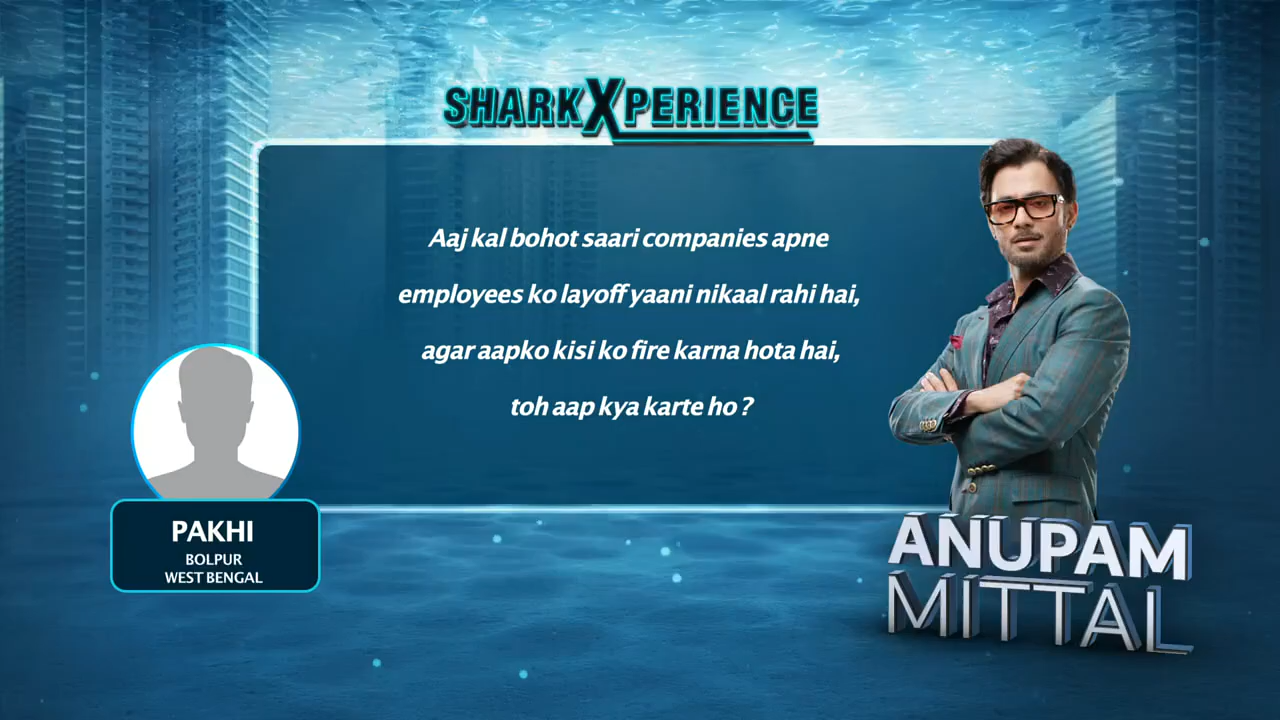 SHARKXPERIENCE
Aaj kal bohot saari companies apne
employees ko layoff yaani nikaal rahi hai,
agar aapko kisi ko fire karna hota hai,
toh aap kya karte ho ?
PAKHI
BOLPUR
WEST BENGAL
ANUPAM
MITTAL